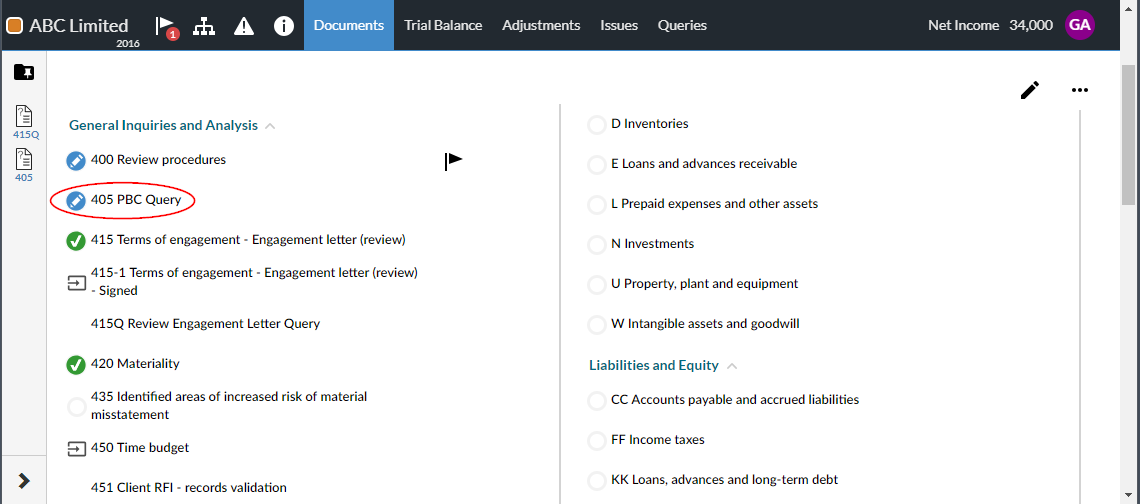 ABC Limited
2016
1
Documents
Trial Balance
Adjustments
Issues
Queries
Net Income 34,000
GA
415Q
405
General Inquiries and Analysis
400 Review procedures
405 PBC Query
415 Terms of engagement - Engagement letter (review)
415-1 Terms of engagement - Engagement letter (review)
- Signed
415Q Review Engagement Letter Query
420 Materiality
435 Identified areas of increased risk of material
misstatement
450 Time budget
451 Client RFI - records validation
D Inventories
E Loans and advances receivable
L Prepaid expenses and other assets
N Investments
U Property, plant and equipment
W Intangible assets and goodwill
Liabilities and Equity
CC Accounts payable and accrued liabilities
FF Income taxes
KK Loans, advances and long-term debt